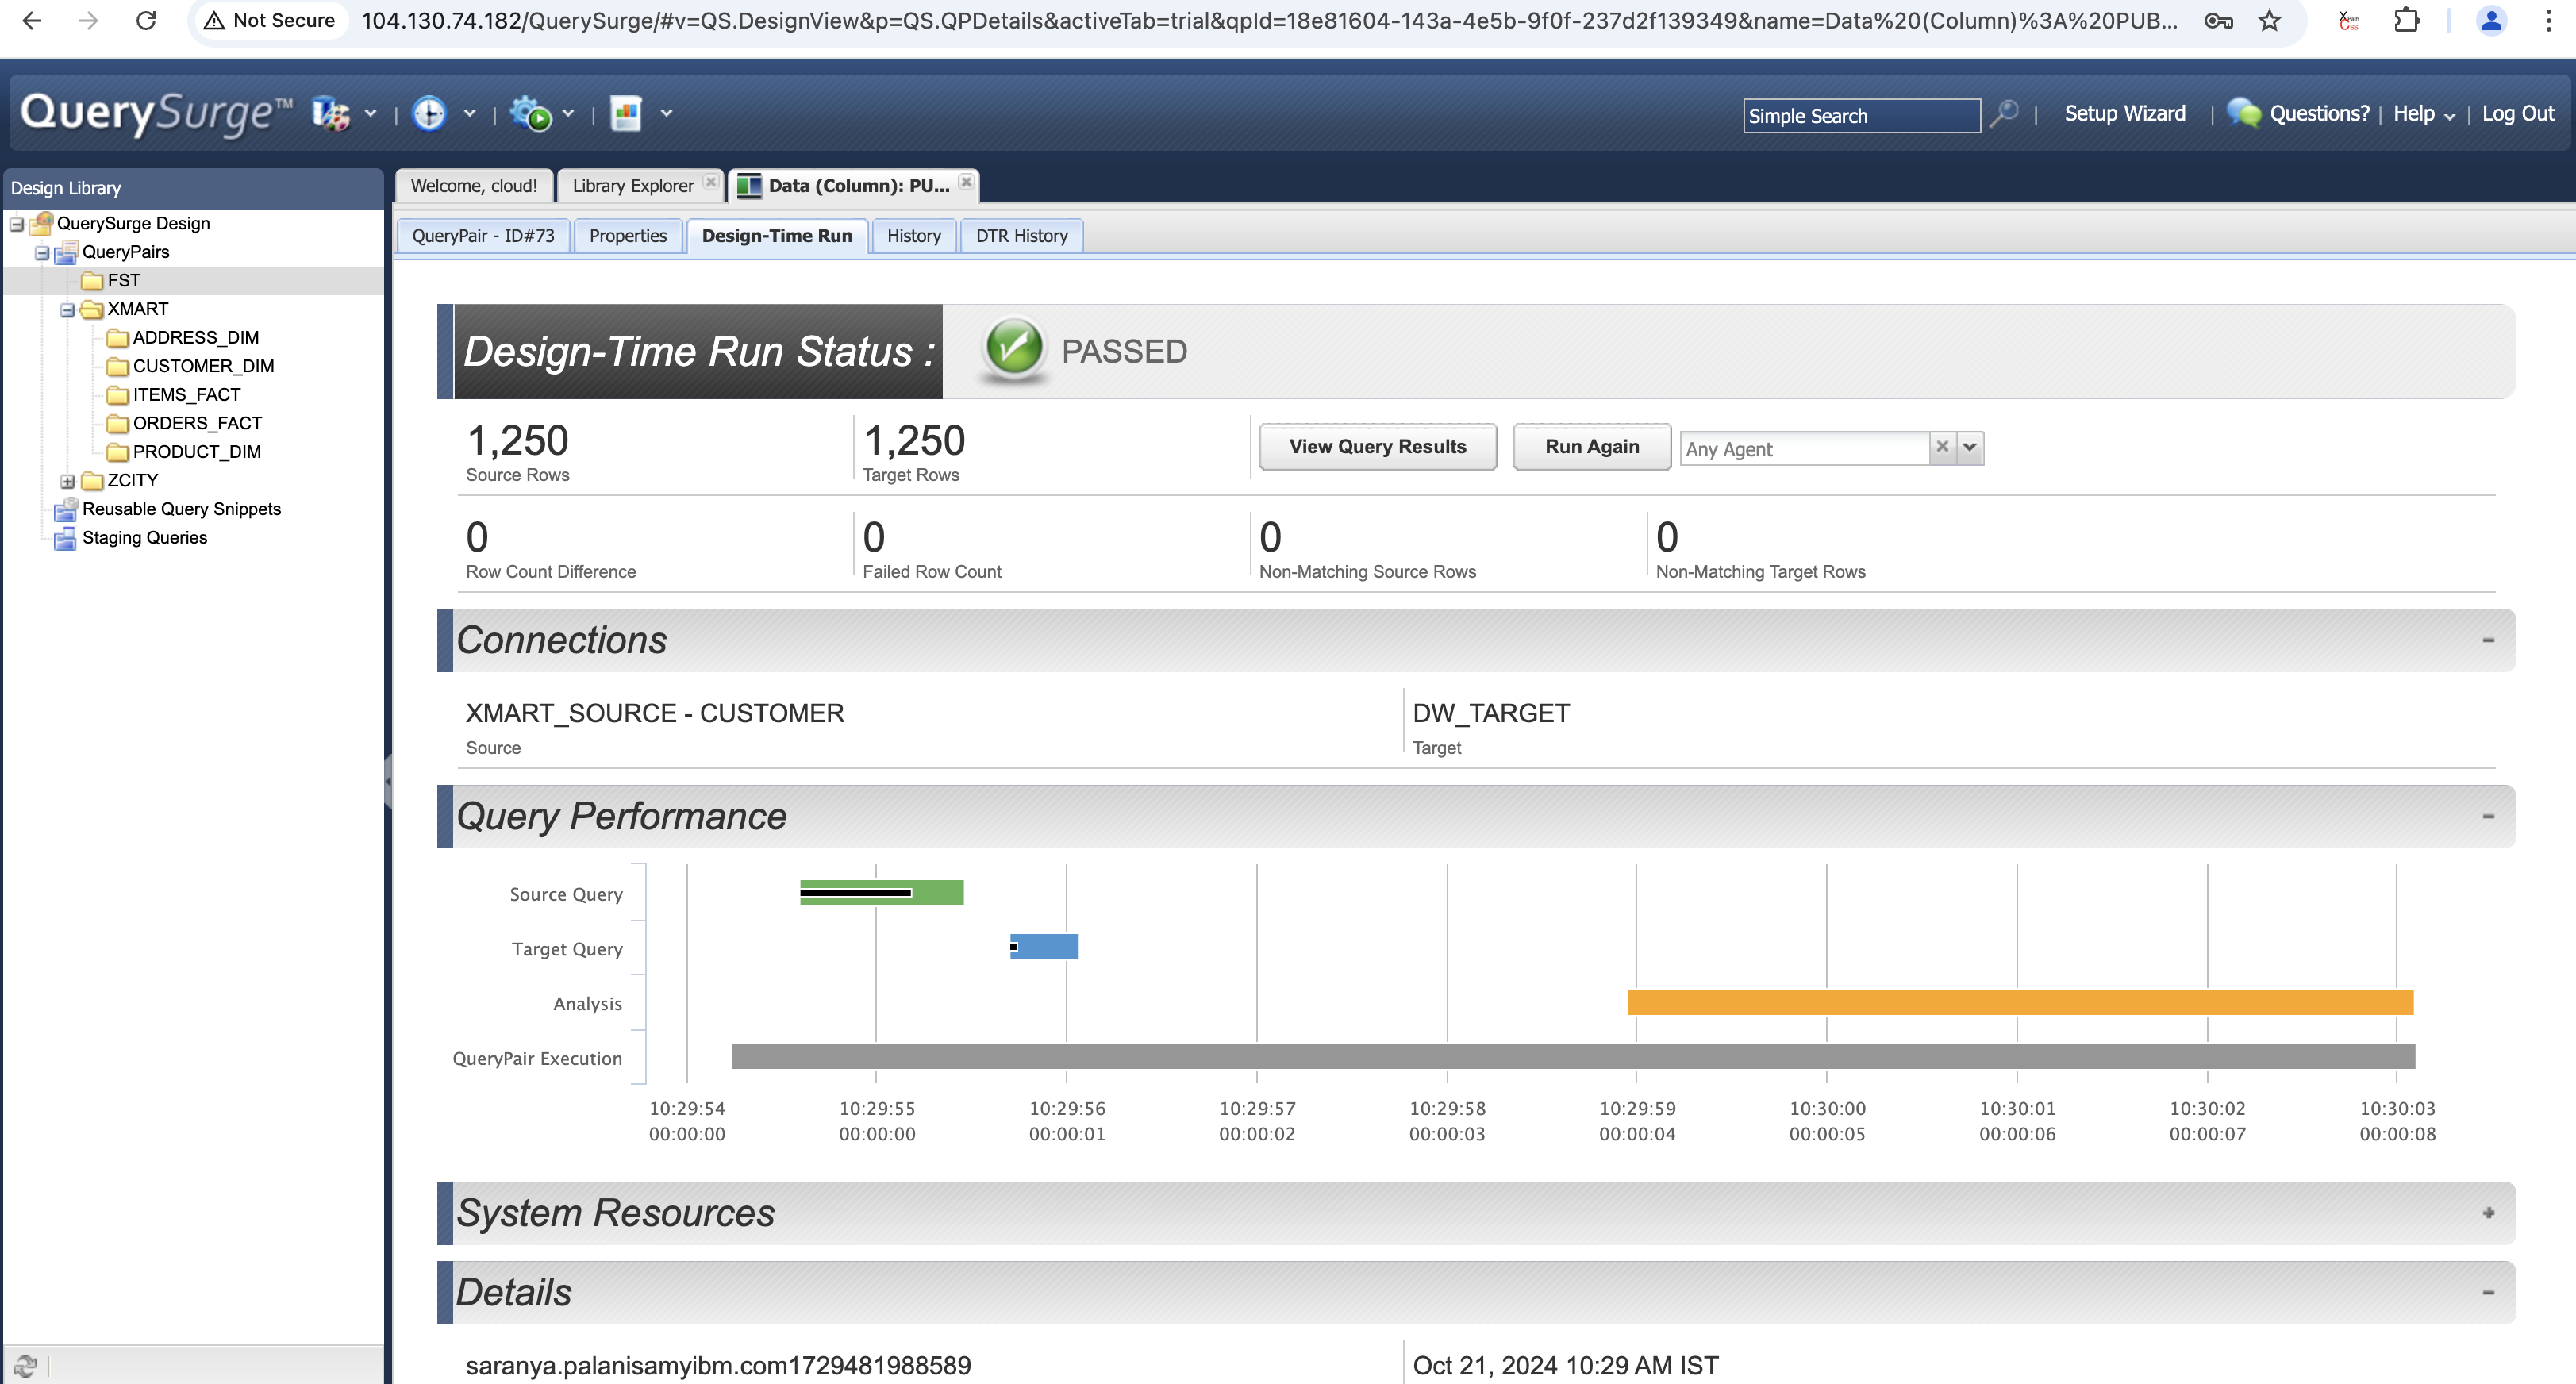 Not Secure
104.130.74.182/QuerySurge/#v=QS.DesignView&p=QS.QPDetails&activeTab=trial&qpId=18e81604-143a-4e5b-9f0f-237d2f139349&name=Data%20(Column)%3A%20PUB...
QuerySurge™
Simple Search
Setup Wizard
Questions?
Help
Log Out
Design Library
Welcome, cloud!
Library Explorer
Data (Column): PU...
QuerySurge Design
QueryPairs
FST
XMART
ADDRESS_DIM
CUSTOMER_DIM
ITEMS_FACT
ORDERS_FACT
PRODUCT_DIM
ZCITY
Reusable Query Snippets
Staging Queries
QueryPair - ID#73
Properties
Design-Time Run
History
DTR History
Design-Time Run Status :
PASSED
1,250
Source Rows
1,250
Target Rows
View Query Results
Run Again
Any Agent
0
Row Count Difference
0
Failed Row Count
0
Non-Matching Source Rows
0
Non-Matching Target Rows
Connections
XMART_SOURCE - CUSTOMER
Source
DW_TARGET
Target
Query Performance
Source Query
Target Query
Analysis
QueryPair Execution
10:29:54 10:29:55 10:29:56 10:29:57 10:29:58 10:29:59 10:30:00 10:30:01 10:30:02 10:30:03
00:00:00 00:00:00 00:00:01 00:00:02 00:00:03 00:00:04 00:00:05 00:00:06 00:00:07 00:00:08
System Resources
Details
saranya.palanisamyibm.com1729481988589
Oct 21, 2024 10:29 AM IST